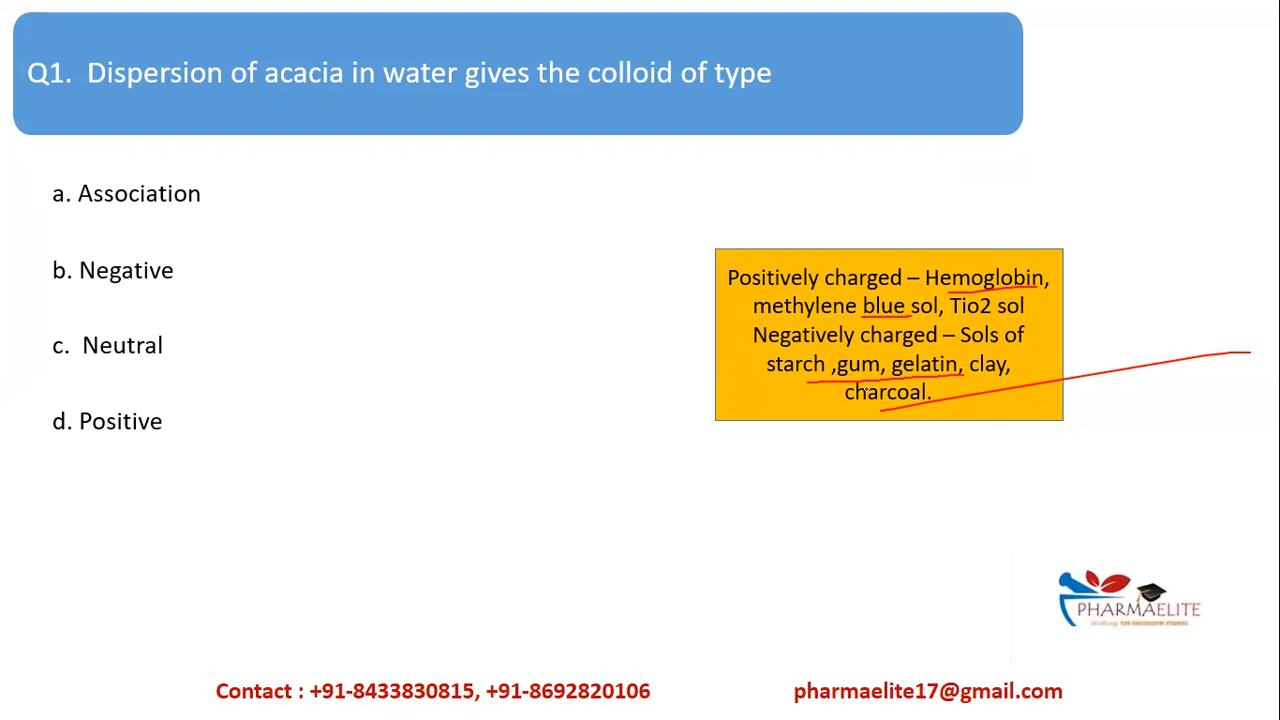 Q1. Dispersion of acacia in water gives the colloid of type
a. Association
b. Negative
c. Neutral
d. Positive
Positively charged – Hemoglobin,
methylene blue sol, Tio2 sol
Negatively charged – Sols of
starch ,gum, gelatin, clay,
charcoal.
PHARMAELITE
Contact : +91-8433830815, +91-8692820106
pharmaelite17@gmail.com